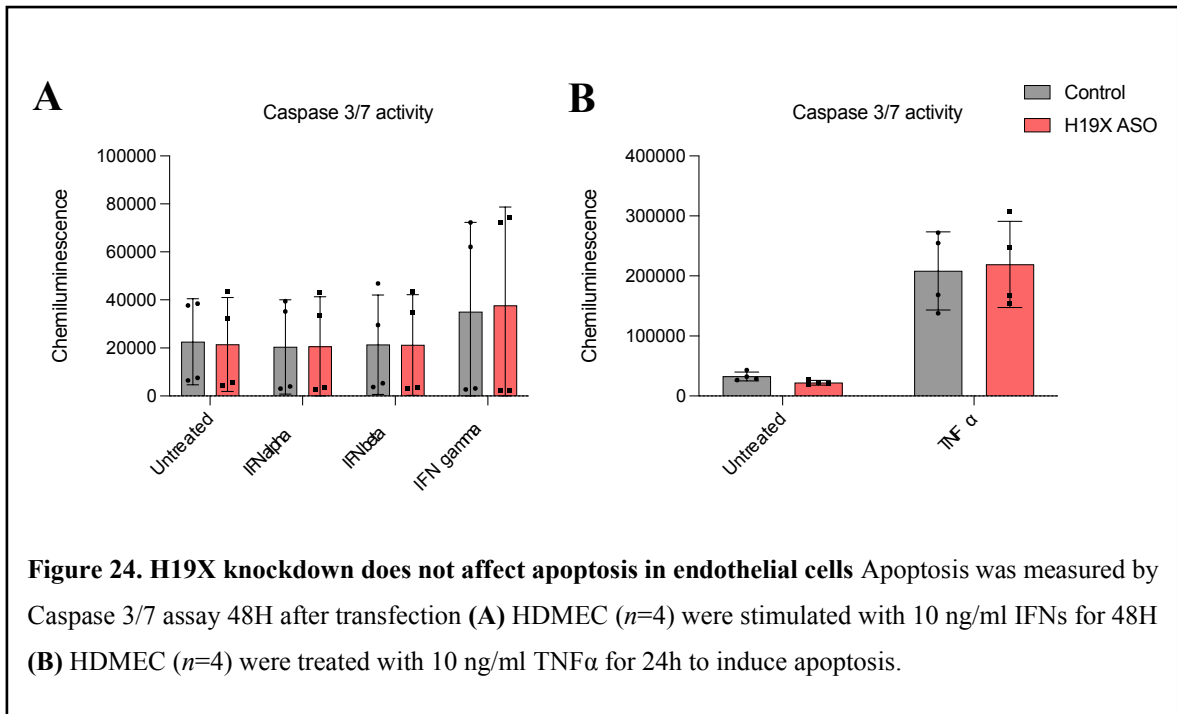 A
B
Caspase 3/7 activity
Caspase 3/7 activity
Control
H19X ASO
Chemiluminescence
100000
80000
60000
40000
20000
0
Untreated
IFNalpha
IFNbeta
IFN gamma
Chemiluminescence
400000
300000
200000
100000
0
Untreated
TNF α
Figure 24. H19X knockdown does not affect apoptosis in endothelial cells Apoptosis was measured by
Caspase 3/7 assay 48H after transfection (A) HDMEC (n=4) were stimulated with 10 ng/ml IFNs for 48H
(B) HDMEC (n=4) were treated with 10 ng/ml TNFα for 24h to induce apoptosis.